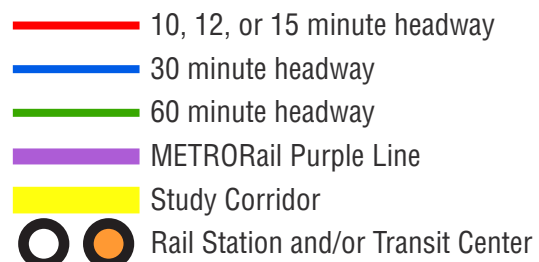 10, 12, or 15 minute headway
30 minute headway
60 minute headway
METRORail Purple Line
Study Corridor
Rail Station and/or Transit Center